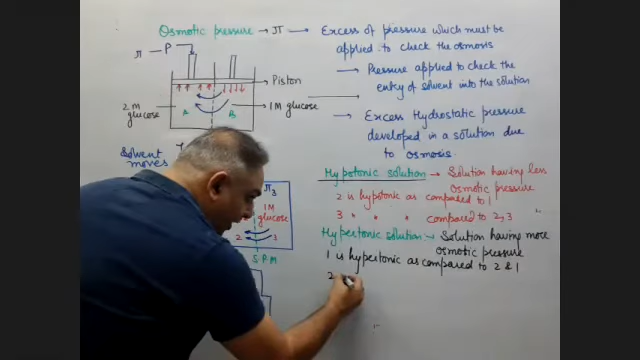 Osmotic pressure → π → Excess of pressure which must be
applied to check the osmosis
π — P
→ Pressure applied to check the
entry of solvent into the solution
Piston
2 M
glucose
A
B
1M glucose
→ Excess Hydrostatic pressure
developed in a solution due
to osmosis.
Solvent
moves
Hypotonic solution → Solution having less
osmotic pressure
2 is hypotonic as compared to 1
3 " " " compared to 2, 3
Hypertonic solution → Solution having more
osmotic pressure
1 is hypertonic as compared to 2 & 1
2
π3
1M
glucose
2
3
S.P.M